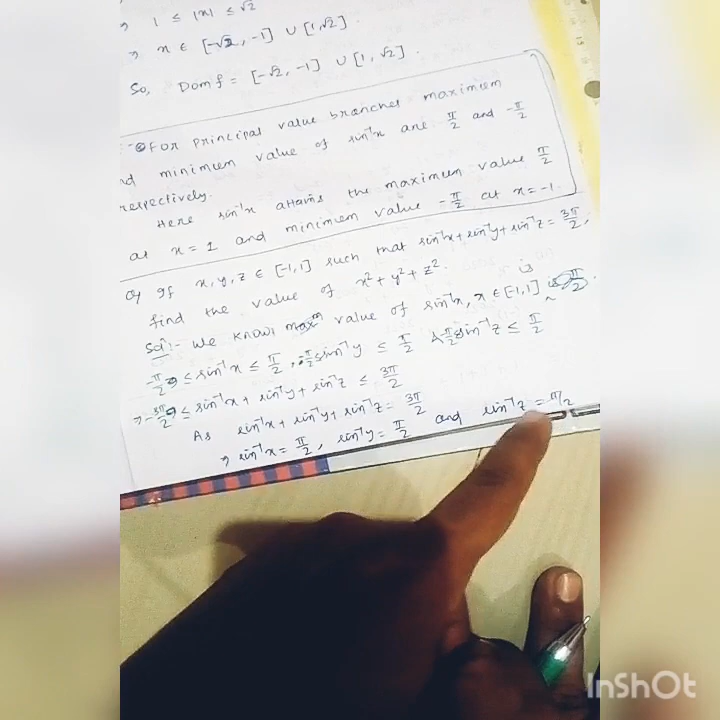 ⇒ 1 ≤ |x| ≤ √2
⇒ x ∈ [-√2, -1] ∪ [1, √2].
So, Dom f = [-√2, -1] ∪ [1, √2].
For principal value branches maximum
nd minimum value of sin⁻¹x are π/2 and -π/2
respectively.
Here sin⁻¹x attains the maximum value π/2
at x = 1 and minimum value -π/2 at x = -1.
Q If x, y, z ∈ [-1,1] such that sin⁻¹x + sin⁻¹y + sin⁻¹z = 3π/2,
find the value of x² + y² + z².
Solⁿ:- We know maxᵐ value of sin⁻¹x, x ∈ [-1,1] is π/2.
-π/2 ≤ sin⁻¹x ≤ π/2, -π/2 ≤ sin⁻¹y ≤ π/2 & -π/2 ≤ sin⁻¹z ≤ π/2
⇒ -3π/2 ≤ sin⁻¹x + sin⁻¹y + sin⁻¹z ≤ 3π/2
As sin⁻¹x + sin⁻¹y + sin⁻¹z = 3π/2
⇒ sin⁻¹x = π/2, sin⁻¹y = π/2 and sin⁻¹z = π/2
InShOt